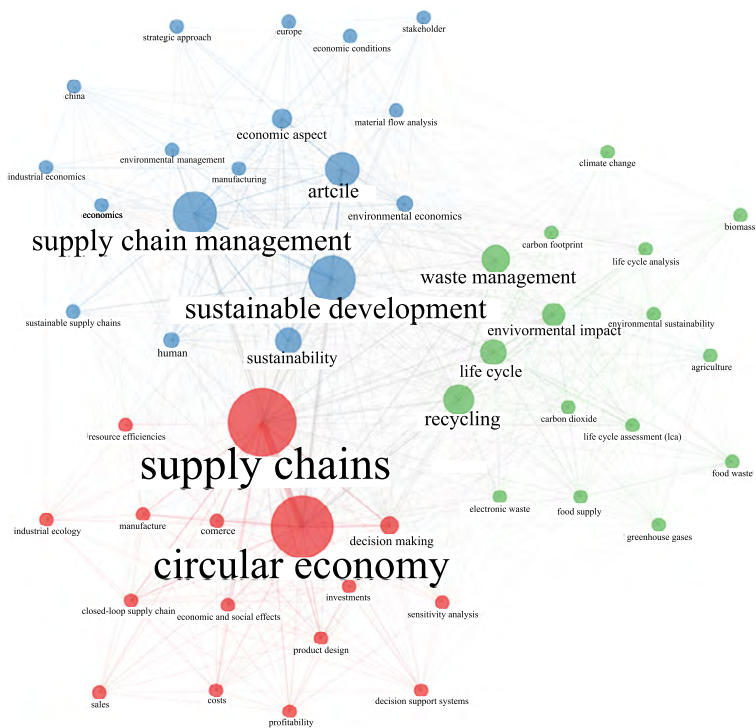 stakeholder
strategic approach
europe
economic conditions
china
material flow analysis
economic aspect
environmental management
climate change
industrial economics
manufacturing
artcile
economics
environmental economics
biomass
carbon footprint
supply chain management
life cycle analysis
waste management
sustainable development
sustainable supply chains
envivormental impact
environmental sustainability
human
sustainability
life cycle
agriculture
recycling
carbon dioxide
resource efficiencies
life cycle assessment (lca)
supply chains
food waste
electronic waste
food supply
industrial ecology
manufacture
comerce
decision making
greenhouse gases
circular economy
investments
closed-loop supply chain
economic and social effects
sensitivity analysis
product design
sales
costs
decision support systems
profitability